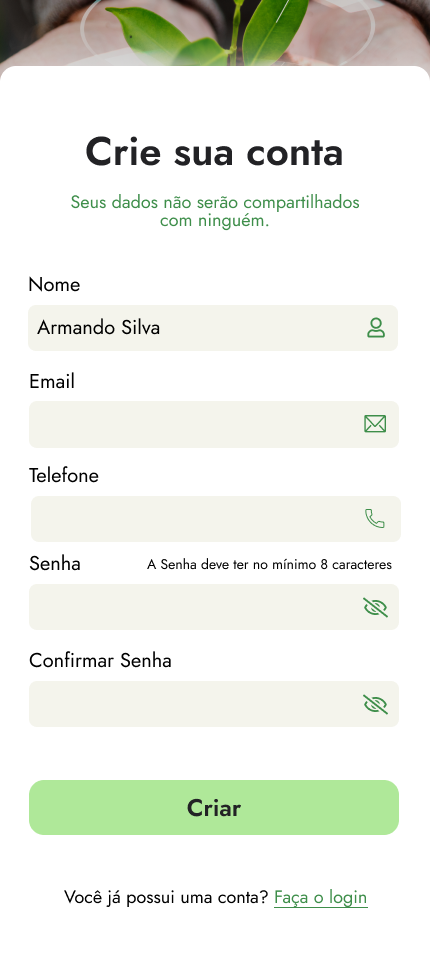 Crie sua conta
Seus dados não serão compartilhados
com ninguém.
Nome
Armando Silva
Email
Telefone
Senha
A Senha deve ter no mínimo 8 caracteres
Confirmar Senha
Criar
Você já possui uma conta? Faça o login